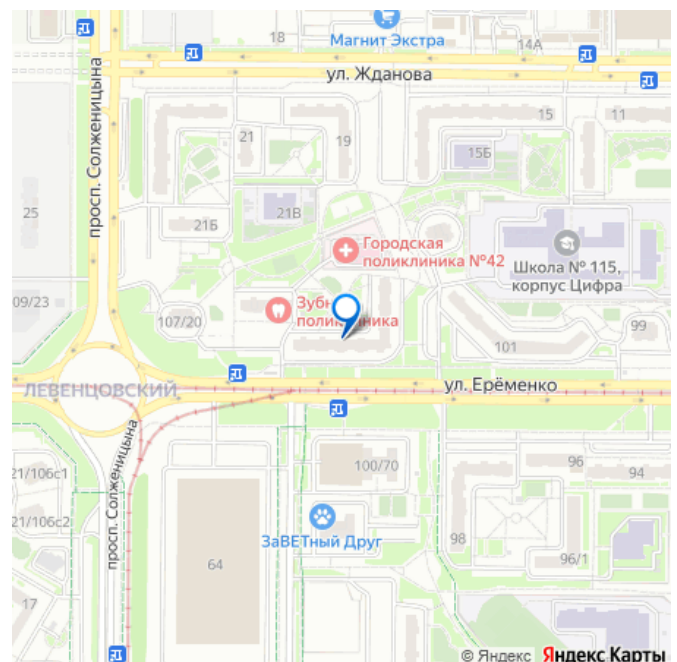 18
Магнит Экстра
14А
ул. Жданова
просп. Солженицына
21
19
15
11
15Б
25
21Б
21В
Городская
поликлиника №42
Школа № 115,
корпус Цифра
09/23
107/20
Зубн
поликлиника
101
99
ЛЕВЕНЦОВСКИЙ
ул. Ерёменко
просп. Солженицына
21/106с1
100/70
96
94
21/106с2
ЗаВЕТный Друг
98
96/1
64
17
© Яндекс Яндекс Карты